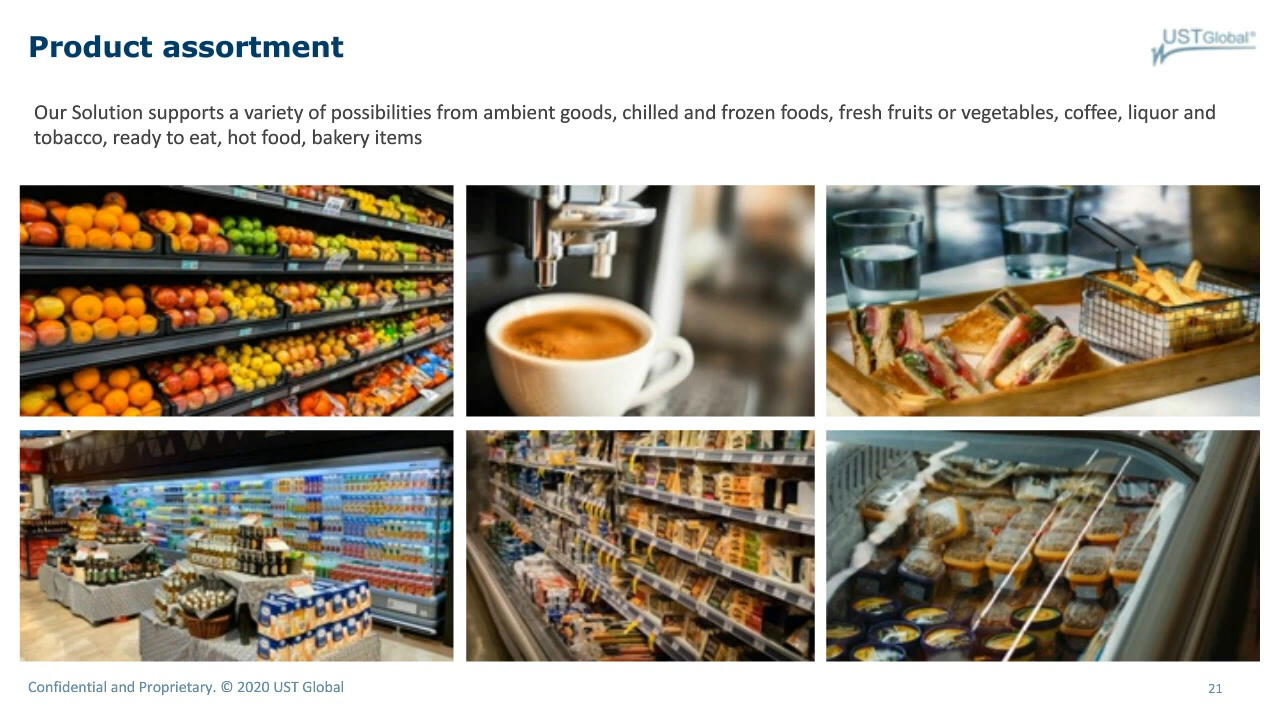 Product assortment
USTGlobal®
Our Solution supports a variety of possibilities from ambient goods, chilled and frozen foods, fresh fruits or vegetables, coffee, liquor and
tobacco, ready to eat, hot food, bakery items
Confidential and Proprietary. © 2020 UST Global
21